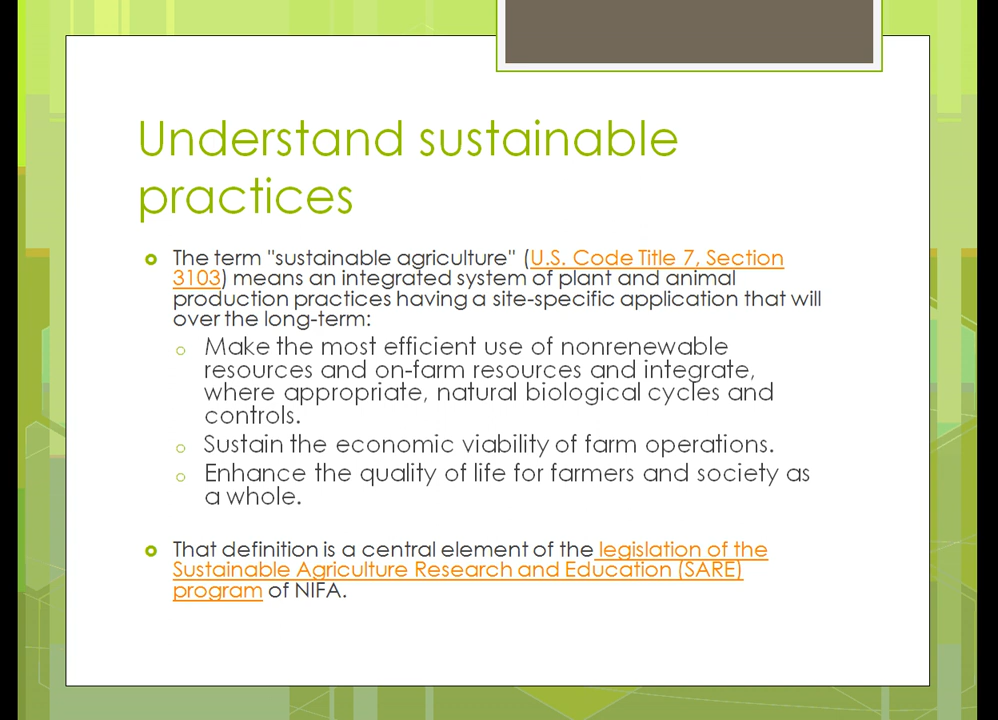 Understand sustainable
practices
The term "sustainable agriculture" (U.S. Code Title 7, Section
3103) means an integrated system of plant and animal
production practices having a site-specific application that will
over the long-term:
Make the most efficient use of nonrenewable
resources and on-farm resources and integrate,
where appropriate, natural biological cycles and
controls.
Sustain the economic viability of farm operations.
Enhance the quality of life for farmers and society as
a whole.
That definition is a central element of the legislation of the
Sustainable Agriculture Research and Education (SARE)
program of NIFA.